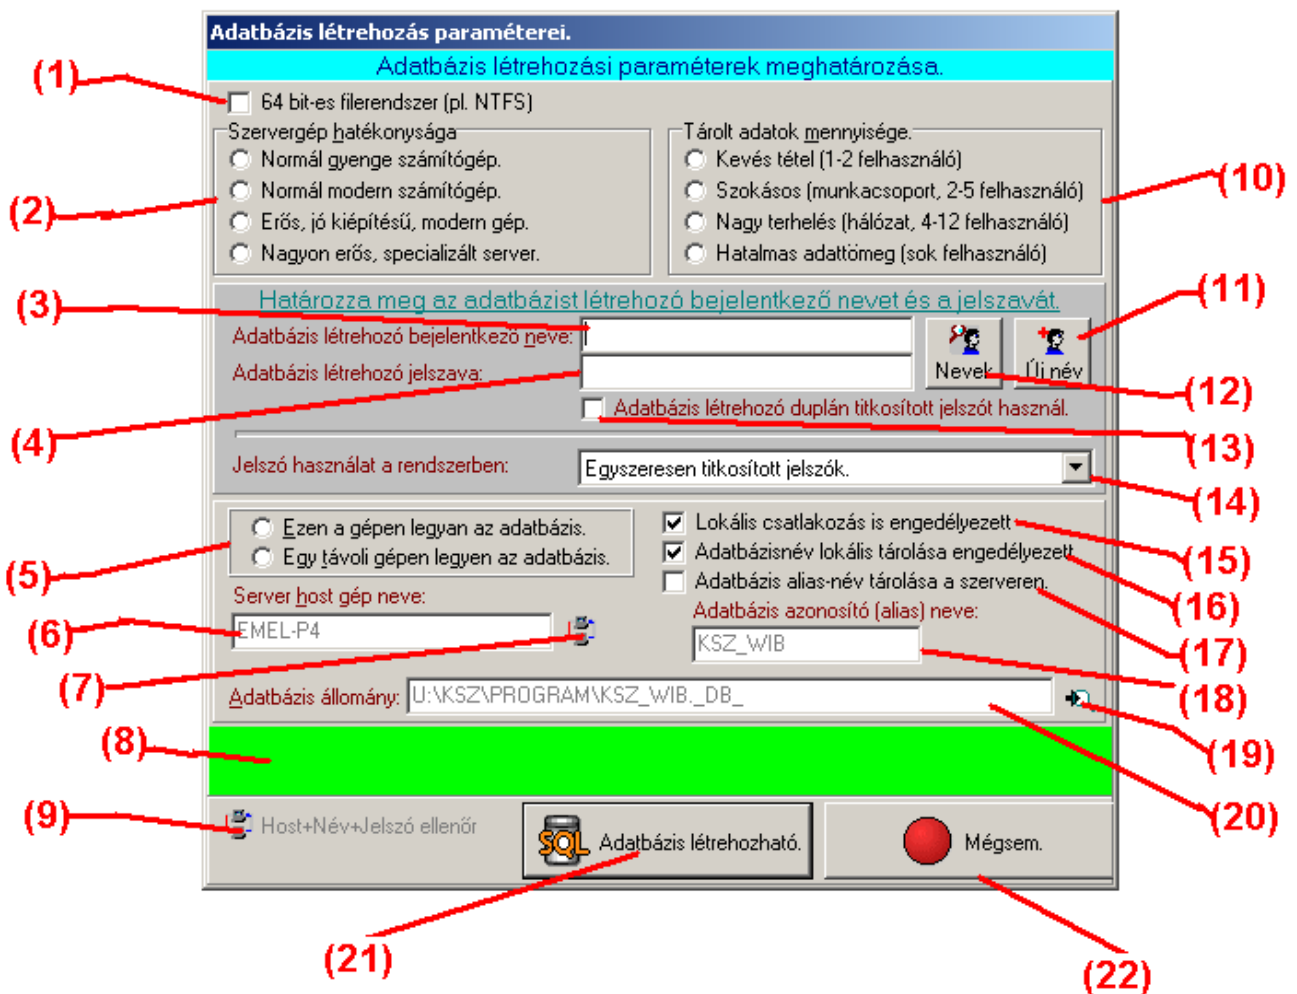 Adatbázis létrehozás paraméterei.
Adatbázis létrehozási paraméterek meghatározása.
(1)
64 bit-es filerendszer (pl. NTFS)
Szervergép hatékonysága
Normál gyenge számítógép.
Normál modern számítógép.
Erős, jó kiépítésű, modern gép.
Nagyon erős, specializált server.
(2)
Tárolt adatok mennyisége.
Kevés tétel (1-2 felhasználó)
Szokásos (munkacsoport, 2-5 felhasználó)
Nagy terhelés (hálózat, 4-12 felhasználó)
Hatalmas adattömeg (sok felhasználó)
(10)
Határozza meg az adatbázist létrehozó bejelentkező nevet és a jelszavát.
(3)
(11)
Adatbázis létrehozó bejelentkező neve:
Adatbázis létrehozó jelszava:
Nevek
Új név
(12)
(4)
Adatbázis létrehozó duplán titkosított jelszót használ.
(13)
Jelszó használat a rendszerben:
Egyszeresen titkosított jelszók.
(14)
Ezen a gépen legyan az adatbázis.
Egy távoli gépen legyen az adatbázis.
(5)
Lokális csatlakozás is engedélyezett
(15)
Adatbázisnév lokális tárolása engedélyezett
(16)
Adatbázis alias-név tárolása a szerveren.
(17)
Server host gép neve:
(6)
EMEL-P4
(7)
Adatbázis azonosító (alias) neve:
KSZ_WIB
(18)
Adatbázis állomány:
U:\KSZ\PROGRAM\KSZ_WIB._DB_
(19)
(8)
(20)
(9)
Host+Név+Jelszó ellenőr
SQL
Adatbázis létrehozható.
Mégsem.
(21)
(22)